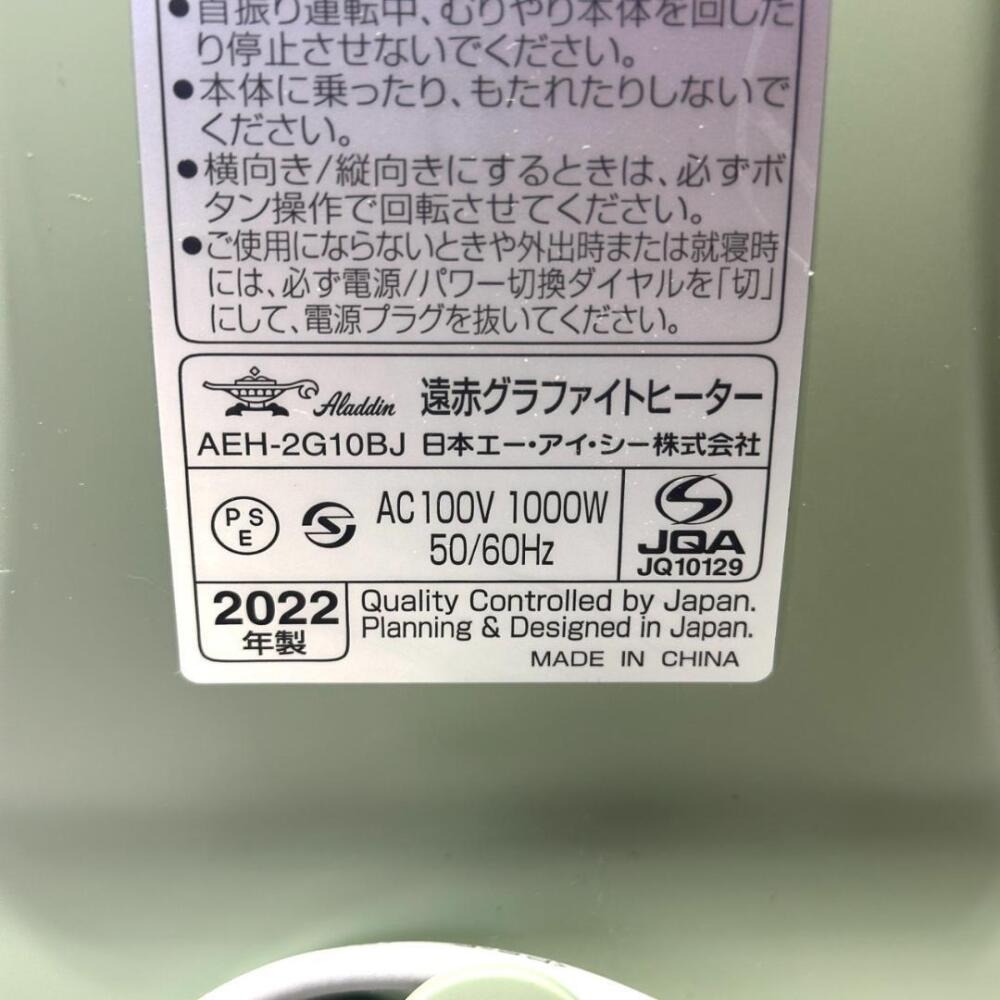 ●首振り運転中、むりやり本体を回した
り停止させないでください。
●本体に乗ったり、もたれたりしないで
ください。
●横向き/縦向きにするときは、必ずボ
タン操作で回転させてください。
●ご使用にならないときや外出時または就寝時
には、必ず電源/パワー切換ダイヤルを「切」
にして、電源プラグを抜いてください。
Aladdin 遠赤グラファイトヒーター
AEH-2G10BJ 日本エー・アイ・シー株式会社
PS
E
AC100V 1000W
50/60Hz
JQA
JQ10129
2022
年製
Quality Controlled by Japan.
Planning & Designed in Japan.
MADE IN CHINA